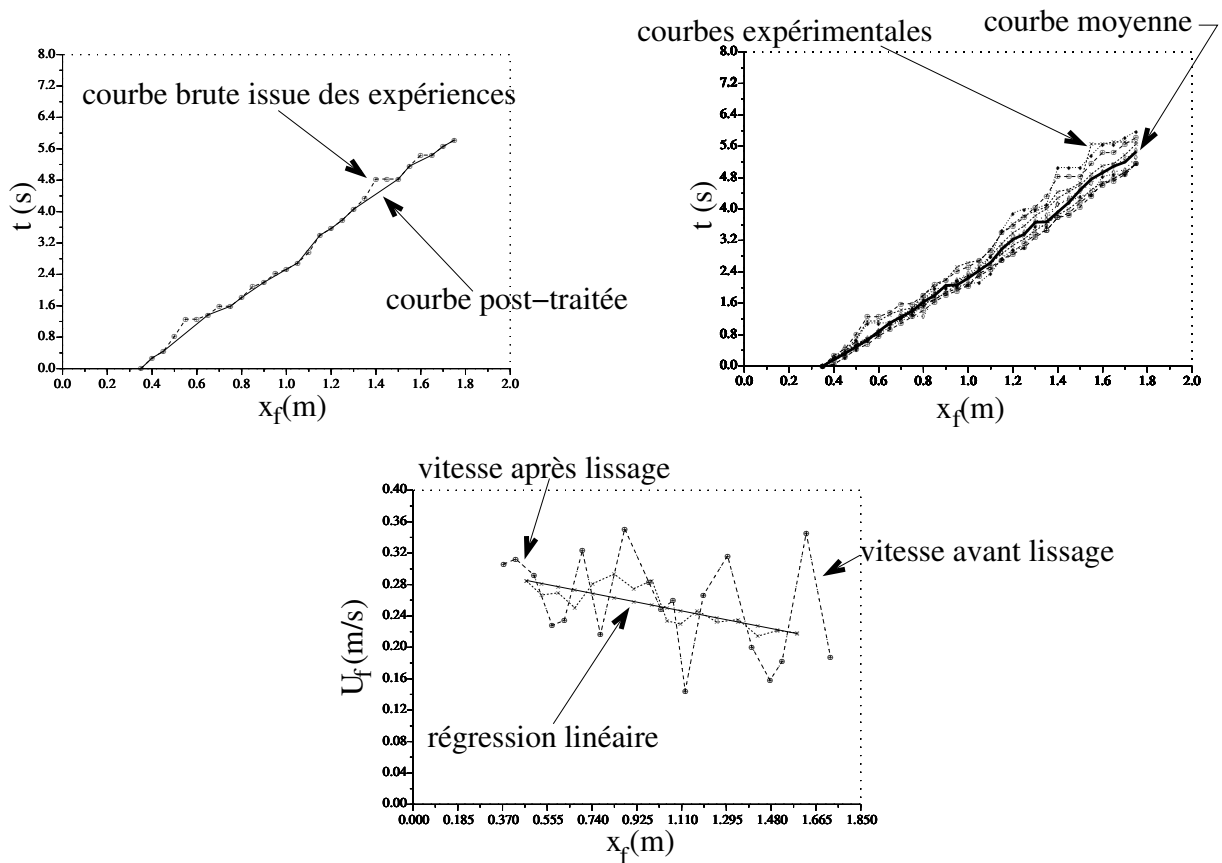 courbe brute issue des expériences
courbe post-traitée
t (s)
8.0
7.2
6.4
5.6
4.8
4.0
3.2
2.4
1.6
0.8
0.0
0.0 0.2 0.4 0.6 0.8 1.0 1.2 1.4 1.6 1.8 2.0
x_f(m)
courbes expérimentales
courbe moyenne
t (s)
8.0
7.2
6.4
5.6
4.8
4.0
3.2
2.4
1.6
0.8
0.0
0.0 0.2 0.4 0.6 0.8 1.0 1.2 1.4 1.6 1.8 2.0
x_f(m)
vitesse après lissage
vitesse avant lissage
régression linéaire
U_f(m/s)
0.40
0.36
0.32
0.28
0.24
0.20
0.16
0.12
0.08
0.04
0.00
0.000 0.185 0.370 0.555 0.740 0.925 1.110 1.295 1.480 1.665 1.850
x_f(m)